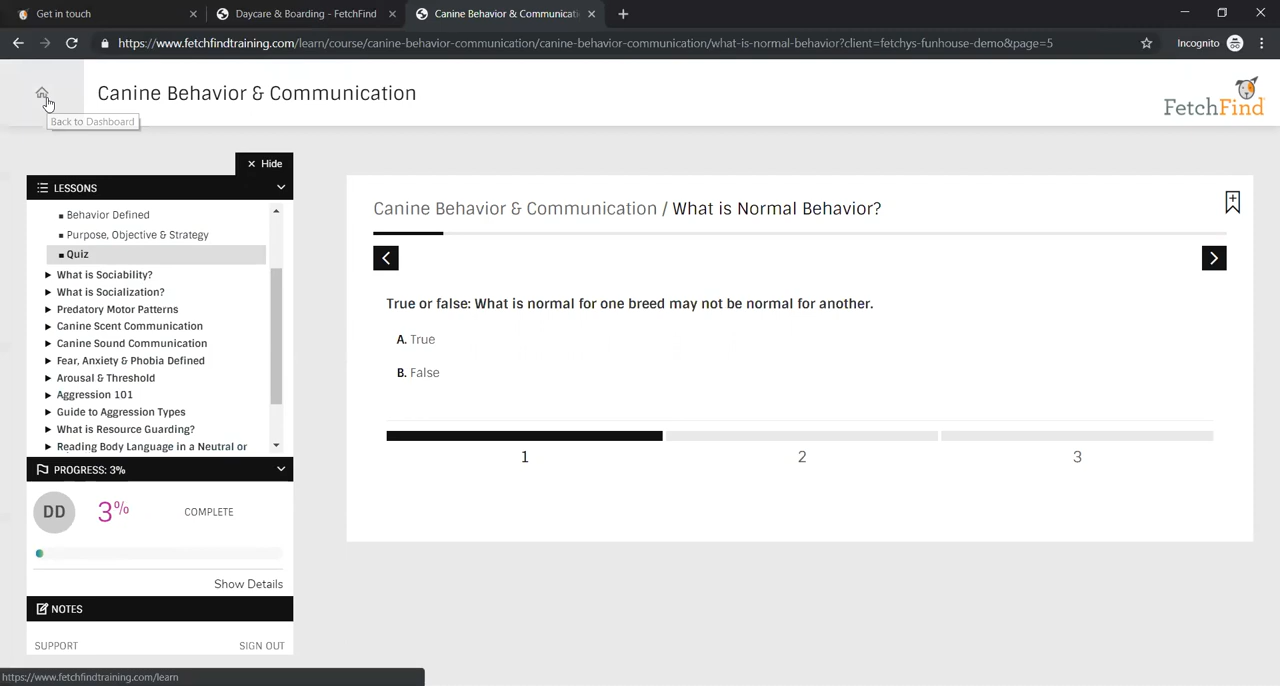 Get in touch
Daycare & Boarding - FetchFind
Canine Behavior & Communicati
https://www.fetchfindtraining.com/learn/course/canine-behavior-communication/canine-behavior-communication/what-is-normal-behavior?client=fetchys-funhouse-demo&page=5
Incognito
Canine Behavior & Communication
FetchFind
Back to Dashboard
Hide
LESSONS
Behavior Defined
Purpose, Objective & Strategy
Quiz
What is Sociability?
What is Socialization?
Predatory Motor Patterns
Canine Scent Communication
Canine Sound Communication
Fear, Anxiety & Phobia Defined
Arousal & Threshold
Aggression 101
Guide to Aggression Types
What is Resource Guarding?
Reading Body Language in a Neutral or
PROGRESS: 3%
DD
3%
COMPLETE
Show Details
NOTES
SUPPORT
SIGN OUT
Canine Behavior & Communication / What is Normal Behavior?
True or false: What is normal for one breed may not be normal for another.
A. True
B. False
1
2
3
https://www.fetchfindtraining.com/learn